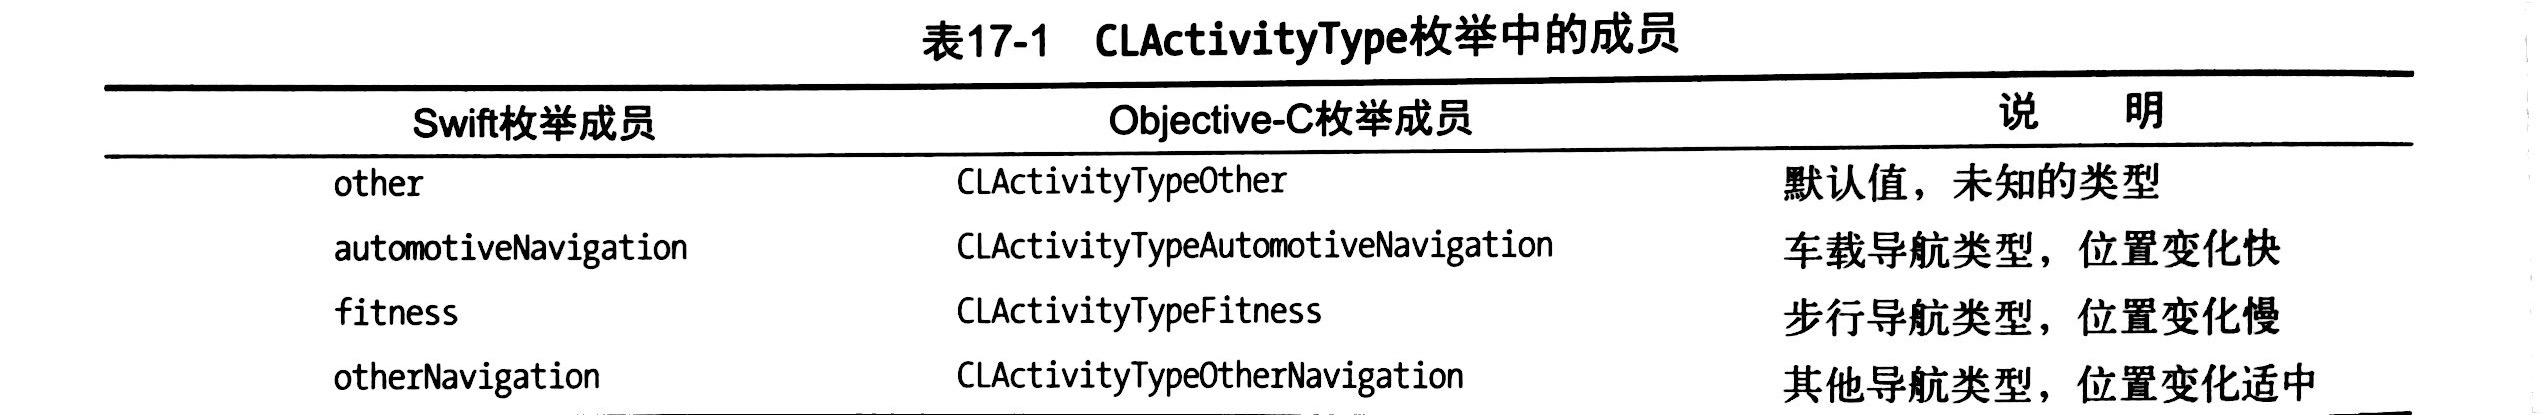 表17-1 CLActivityType枚举中的成员
Swift枚举成员 Objective-C枚举成员 说 明
other CLActivityTypeOther 默认值，未知的类型
automotiveNavigation CLActivityTypeAutomotiveNavigation 车载导航类型，位置变化快
fitness CLActivityTypeFitness 步行导航类型，位置变化慢
otherNavigation CLActivityTypeOtherNavigation 其他导航类型，位置变化适中